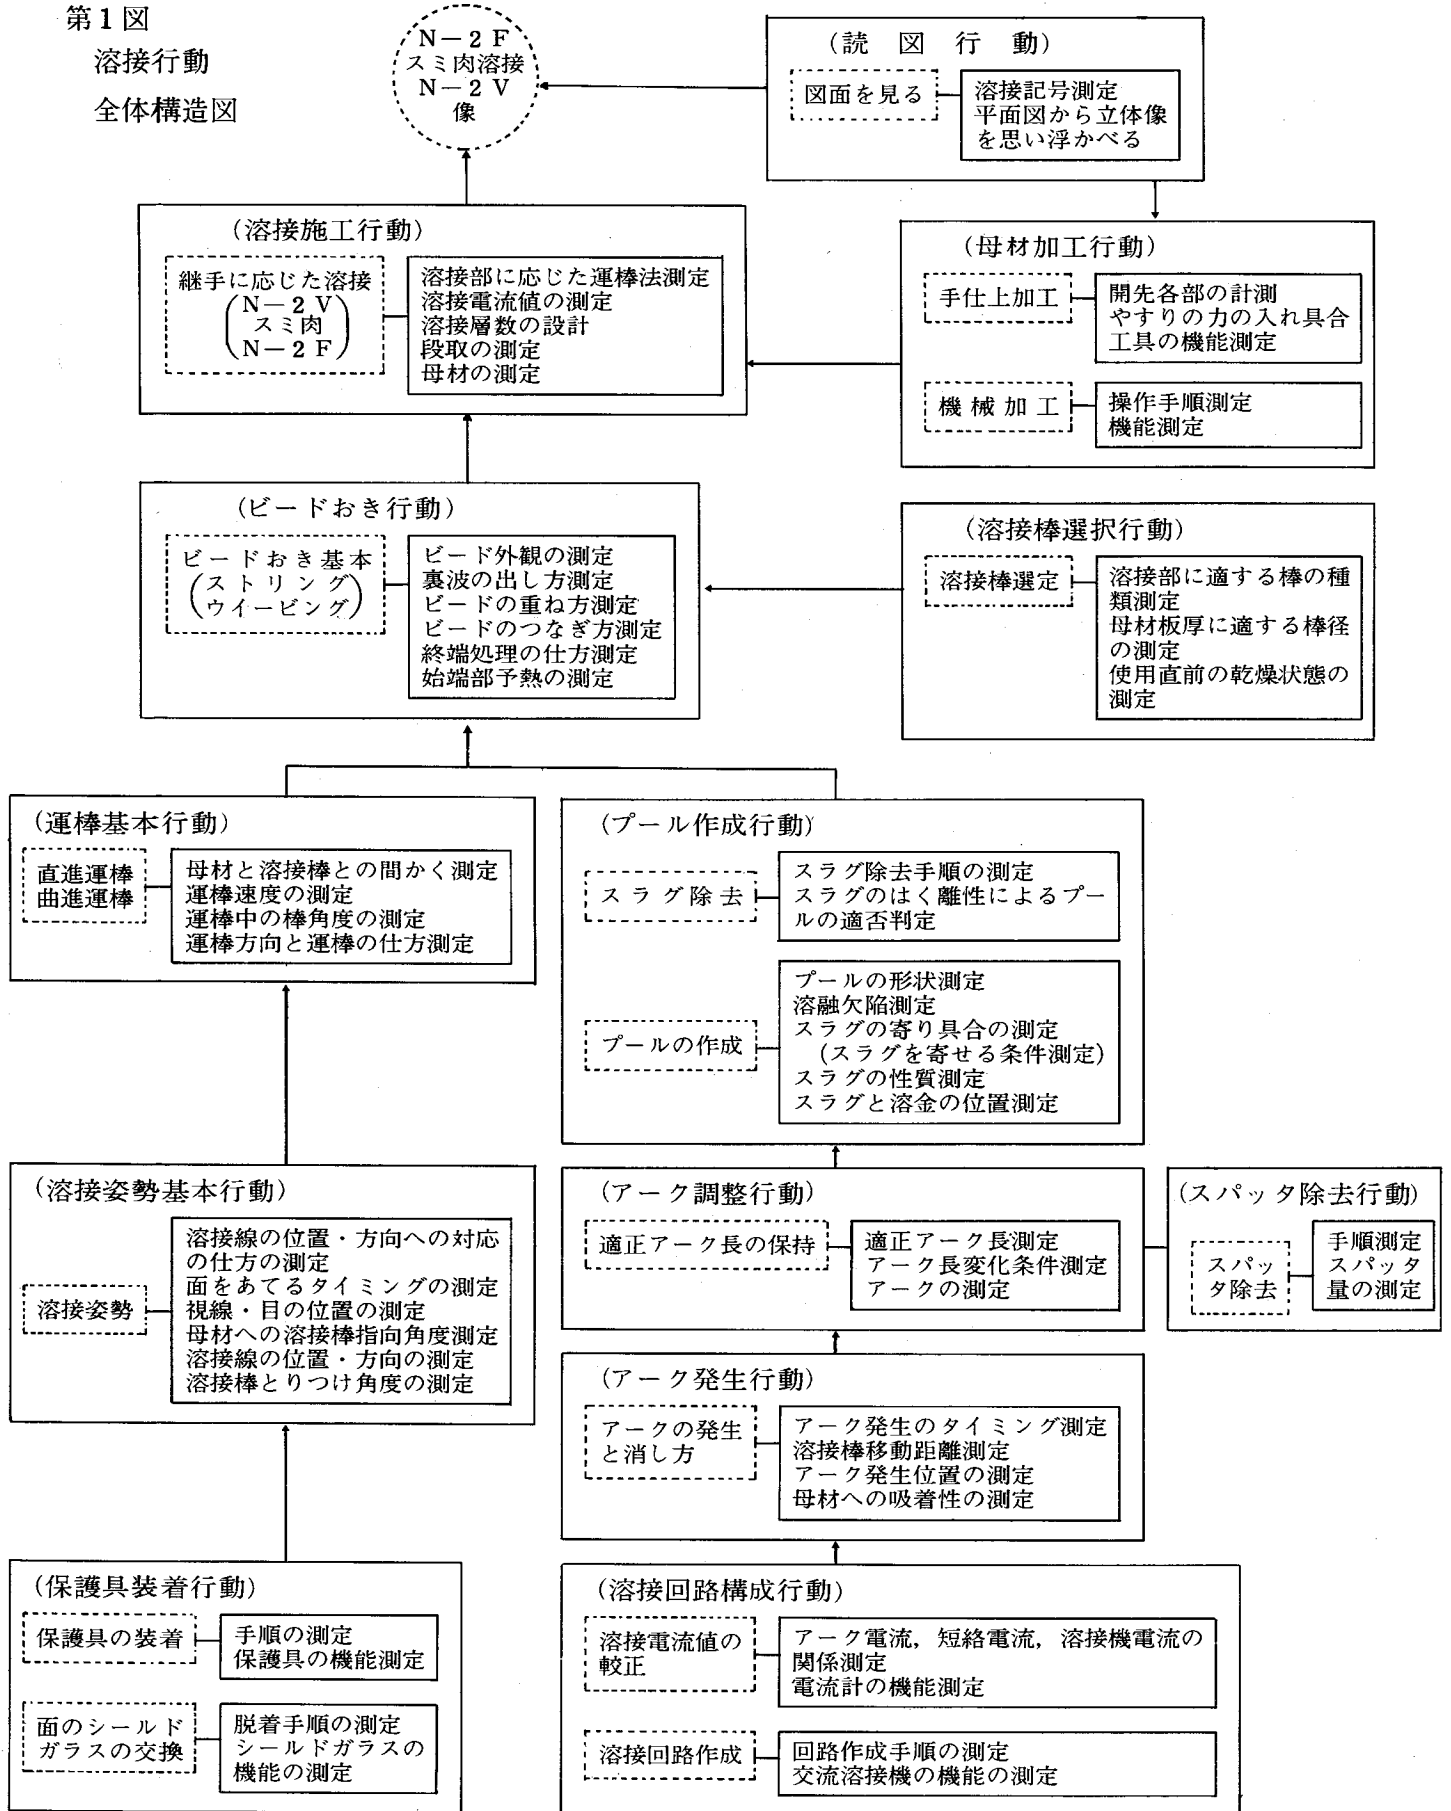 第1図
溶接行動
全体構造図
N－2F
スミ肉溶接
N－2V
像
(読図行動)
図面を見る
溶接記号測定
平面図から立体像
を思い浮かべる
(溶接施工行動)
継手に応じた溶接
(N－2V
スミ肉
N－2F)
溶接部に応じた運棒法測定
溶接電流値の測定
溶接層数の設計
段取の測定
母材の測定
(母材加工行動)
手仕上加工
開先各部の計測
やすりの力の入れ具合
工具の機能測定
機械加工
操作手順測定
機能測定
(ビードおき行動)
ビードおき基本
(ストリング
ウイービング)
ビード外観の測定
裏波の出し方測定
ビードの重ね方測定
ビードのつなぎ方測定
終端処理の仕方測定
始端部予熱の測定
(溶接棒選択行動)
溶接棒選定
溶接部に適する棒の種
類測定
母材板厚に適する棒径
の測定
使用直前の乾燥状態の
測定
(運棒基本行動)
直進運棒
曲進運棒
母材と溶接棒との間かく測定
運棒速度の測定
運棒中の棒角度の測定
運棒方向と運棒の仕方測定
(プール作成行動)
スラグ除去
スラグ除去手順の測定
スラグのはく離性によるプー
ルの適否判定
プールの作成
プールの形状測定
溶融欠陥測定
スラグの寄り具合の測定
(スラグを寄せる条件測定)
スラグの性質測定
スラグと溶金の位置測定
(溶接姿勢基本行動)
溶接姿勢
溶接線の位置・方向への対応
の仕方の測定
面をあてるタイミングの測定
視線・目の位置の測定
母材への溶接棒指向角度測定
溶接線の位置・方向の測定
溶接棒とりつけ角度の測定
(アーク調整行動)
適正アーク長の保持
適正アーク長測定
アーク長変化条件測定
アークの測定
(スパッタ除去行動)
スパッ
タ除去
手順測定
スパッタ
量の測定
(アーク発生行動)
アークの発生
と消し方
アーク発生のタイミング測定
溶接棒移動距離測定
アーク発生位置の測定
母材への吸着性の測定
(保護具装着行動)
保護具の装着
手順の測定
保護具の機能測定
面のシールド
ガラスの交換
脱着手順の測定
シールドガラスの
機能の測定
(溶接回路構成行動)
溶接電流値の
較正
アーク電流，短絡電流，溶接機電流の
関係測定
電流計の機能測定
溶接回路作成
回路作成手順の測定
交流溶接機の機能の測定